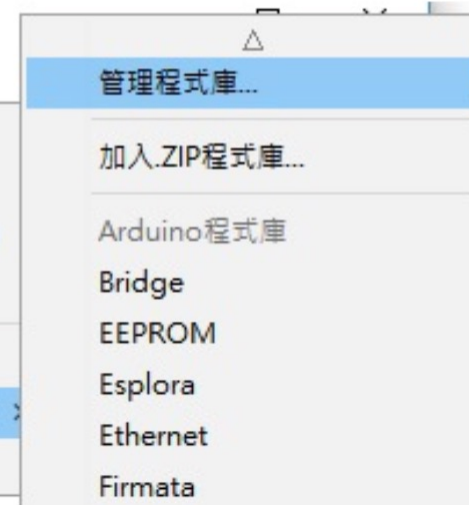 管理程式庫...
加入.ZIP程式庫...
Arduino程式庫
Bridge
EEPROM
Esplora
Ethernet
Firmata